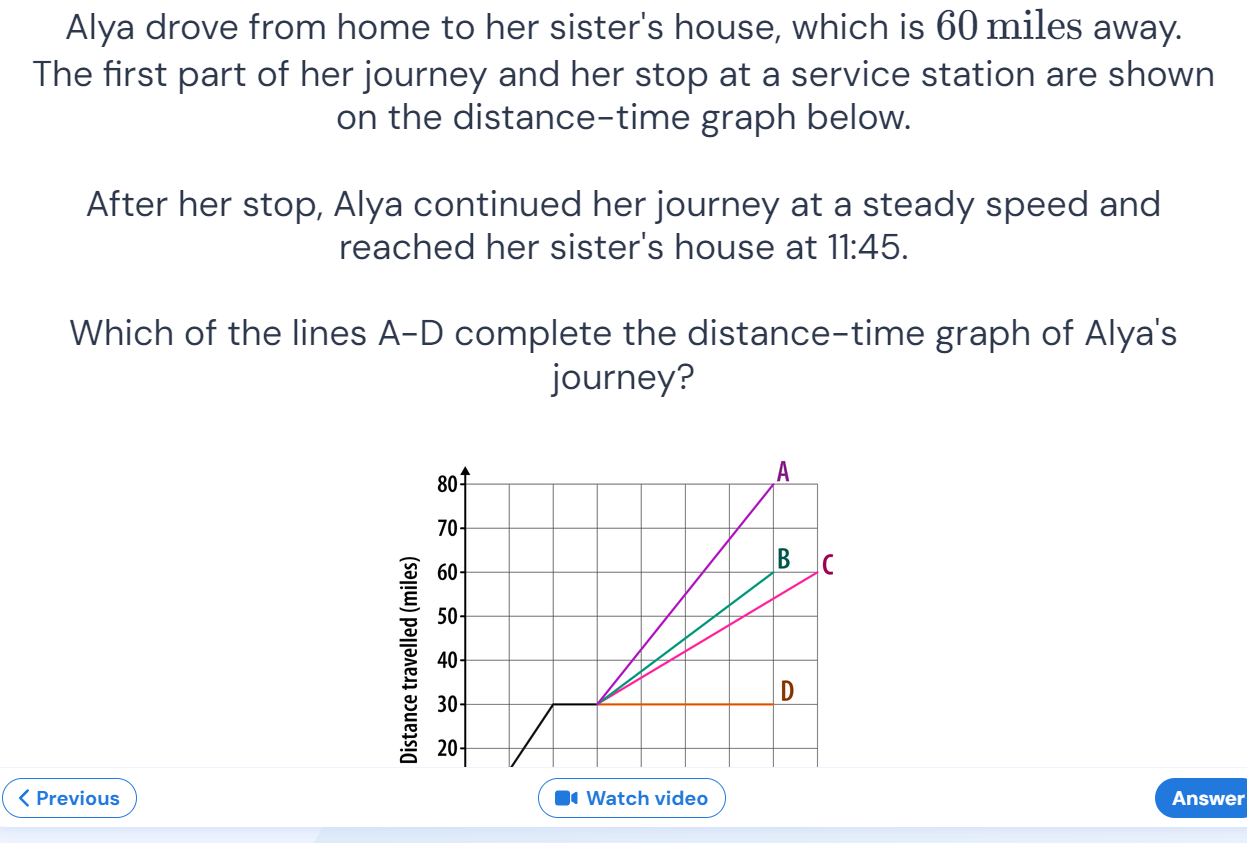 Alya drove from home to her sister's house, which is 60 miles away.
The first part of her journey and her stop at a service station are shown
on the distance-time graph below.
After her stop, Alya continued her journey at a steady speed and
reached her sister's house at 11:45.
Which of the lines A-D complete the distance-time graph of Alya's
journey?
A
80
70
B
C
60
50
40
D
30
20
Distance travelled (miles)
Previous
Watch video
Answer